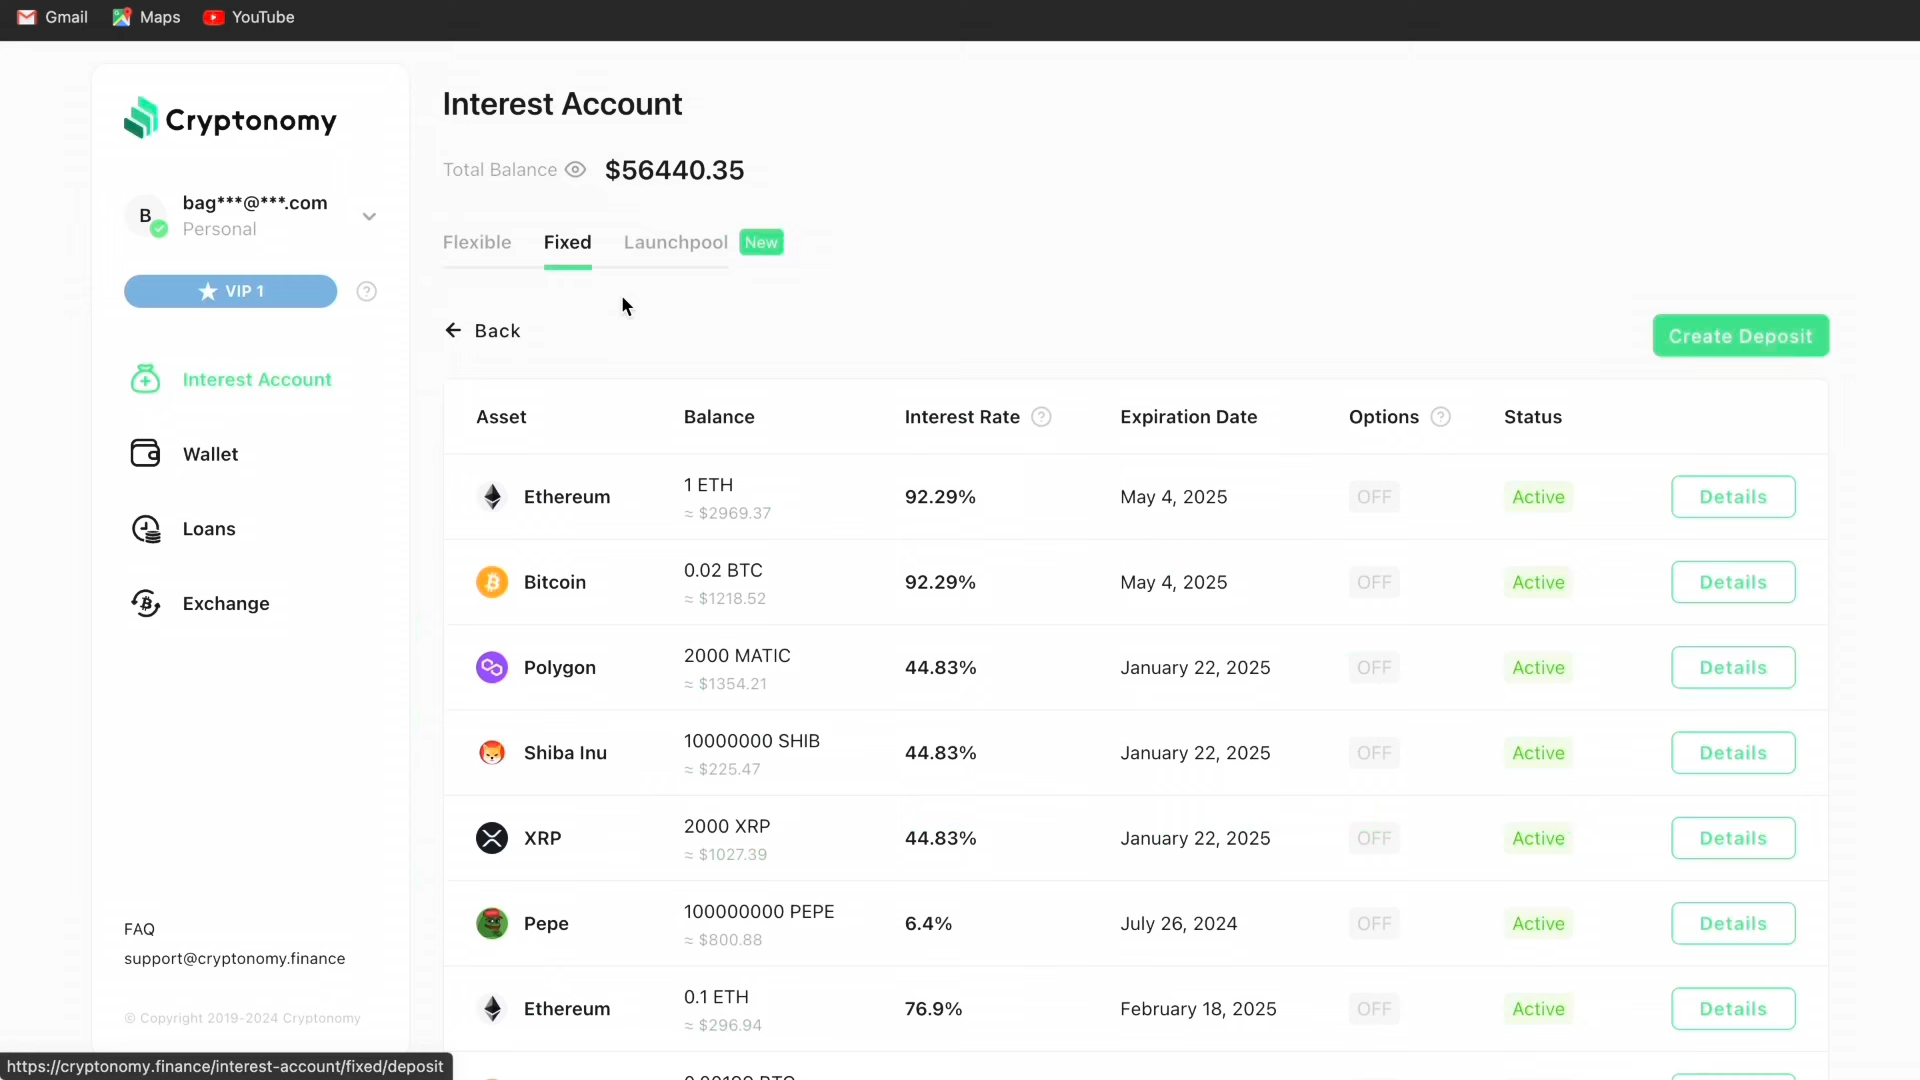 Gmail Maps YouTube
Cryptonomy
B
bag***@***.com
Personal
VIP 1 ?
Interest Account
Wallet
Loans
Exchange
FAQ
support@cryptonomy.finance
© Copyright 2019-2024 Cryptonomy
https://cryptonomy.finance/interest-account/fixed/deposit
Interest Account
Total Balance $56440.35
Flexible Fixed Launchpool New
Back
Create Deposit
Asset Balance Interest Rate ? Expiration Date Options ? Status
Ethereum 1 ETH 92.29% May 4, 2025 OFF Active Details
≈ $2969.37
Bitcoin 0.02 BTC 92.29% May 4, 2025 OFF Active Details
≈ $1218.52
Polygon 2000 MATIC 44.83% January 22, 2025 OFF Active Details
≈ $1354.21
Shiba Inu 10000000 SHIB 44.83% January 22, 2025 OFF Active Details
≈ $225.47
XRP 2000 XRP 44.83% January 22, 2025 OFF Active Details
≈ $1027.39
Pepe 100000000 PEPE 6.4% July 26, 2024 OFF Active Details
≈ $800.88
Ethereum 0.1 ETH 76.9% February 18, 2025 OFF Active Details
≈ $296.94